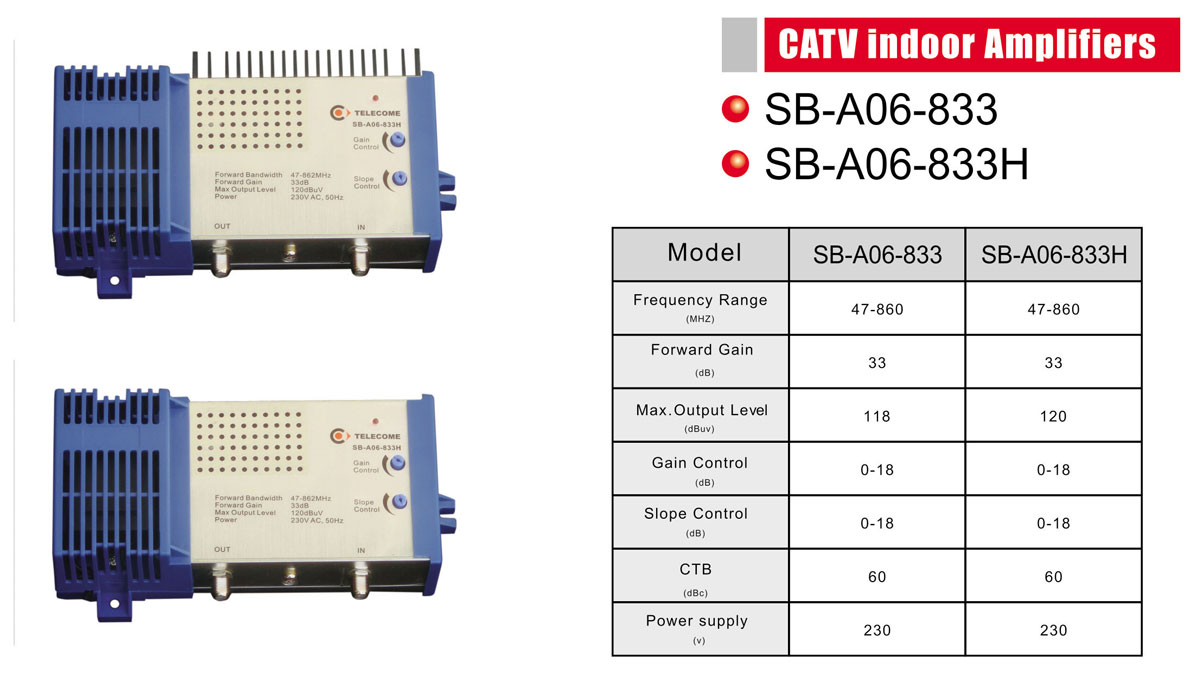 TELECOME
SB-A06-833H
Gain
Control
Slope
Control
Forward Bandwidth 47-862MHz
Forward Gain 33dB
Max Output Level 120dBuV
Power 230V AC, 50Hz
OUT IN
TELECOME
SB-A06-833H
Gain
Control
Slope
Control
Forward Bandwidth 47-862MHz
Forward Gain 33dB
Max Output Level 120dBuV
Power 230V AC, 50Hz
OUT IN
CATV indoor Amplifiers
SB-A06-833
SB-A06-833H
Model SB-A06-833 SB-A06-833H
Frequency Range
(MHZ) 47-860 47-860
Forward Gain
(dB) 33 33
Max.Output Level
(dBuv) 118 120
Gain Control
(dB) 0-18 0-18
Slope Control
(dB) 0-18 0-18
CTB
(dBc) 60 60
Power supply
(v) 230 230